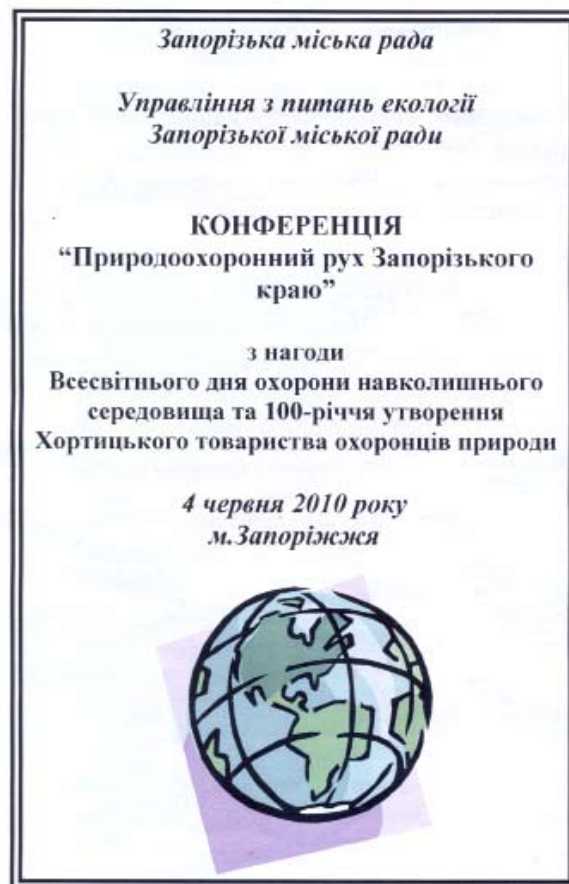 Запорізька міська рада
Управління з питань екології
Запорізької міської ради
КОНФЕРЕНЦІЯ
“Природоохоронний рух Запорізького
краю”
з нагоди
Всесвітнього дня охорони навколишнього
середовища та 100-річчя утворення
Хортицького товариства охоронців природи
4 червня 2010 року
м.Запоріжжя